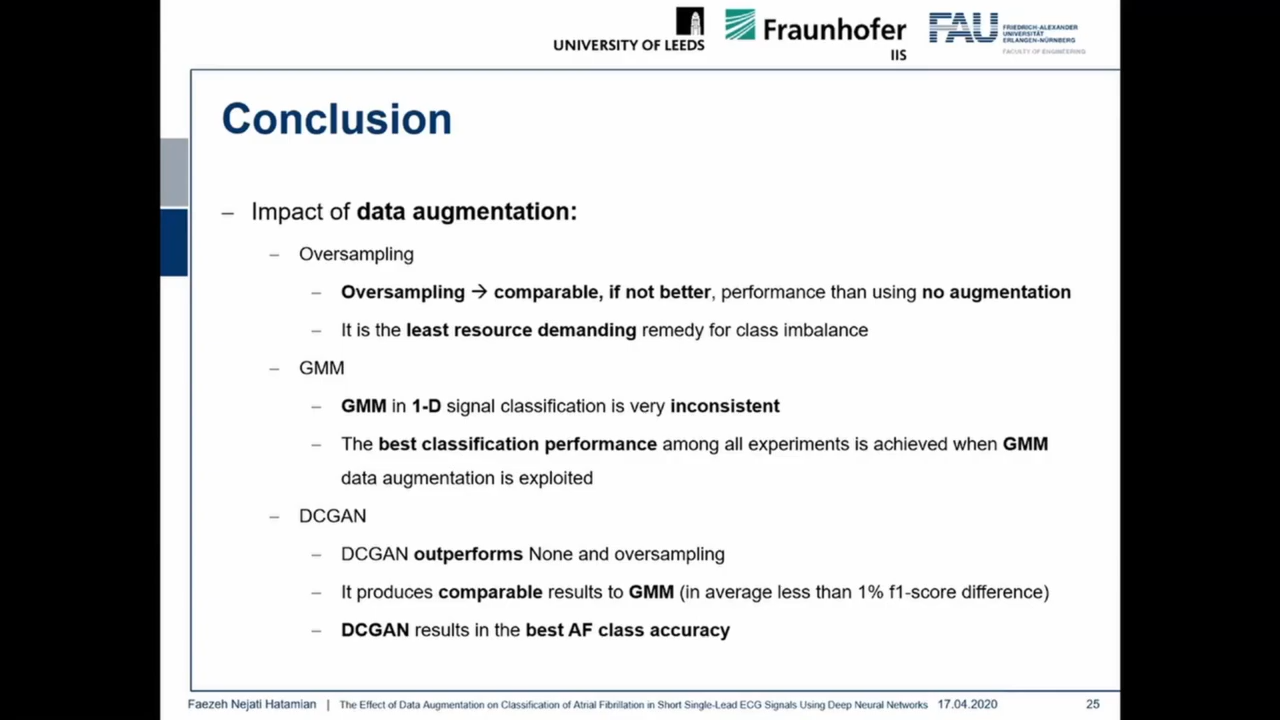 UNIVERSITY OF LEEDS
Fraunhofer
IIS
FAU
FRIEDRICH-ALEXANDER
UNIVERSITÄT
ERLANGEN-NÜRNBERG
FACULTY OF ENGINEERING
Conclusion
– Impact of data augmentation:
– Oversampling
– Oversampling → comparable, if not better, performance than using no augmentation
– It is the least resource demanding remedy for class imbalance
– GMM
– GMM in 1-D signal classification is very inconsistent
– The best classification performance among all experiments is achieved when GMM
data augmentation is exploited
– DCGAN
– DCGAN outperforms None and oversampling
– It produces comparable results to GMM (in average less than 1% f1-score difference)
– DCGAN results in the best AF class accuracy
Faezeh Nejati Hatamian | The Effect of Data Augmentation on Classification of Atrial Fibrillation in Short Single-Lead ECG Signals Using Deep Neural Networks 17.04.2020 25